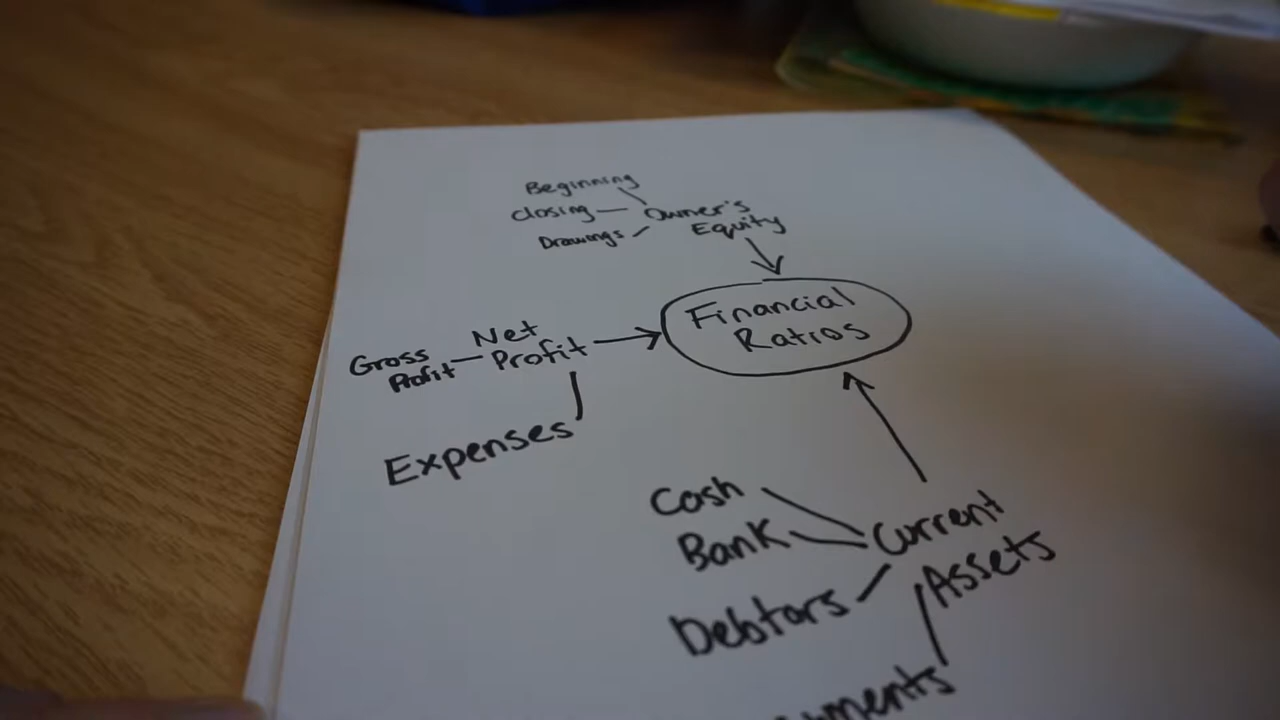 Beginning
Closing
Owner's
Equity
Drawings
Financial
Ratios
Gross
Profit
Net
Profit
Expenses
Cash
Bank
Current
Assets
Debtors